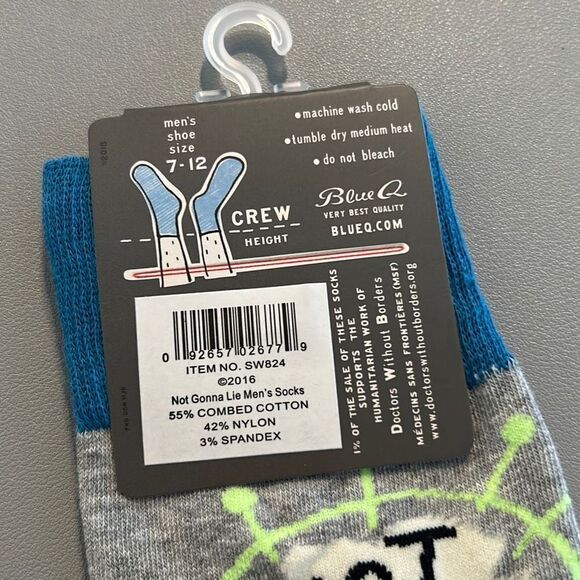 men's
shoe
size
7-12
• machine wash cold
• tumble dry medium heat
• do not bleach
©2015
CREW
HEIGHT
Blue Q
VERY BEST QUALITY
BLUEQ.COM
0 92657 02677 9
ITEM NO. SW824
©2016
Not Gonna Lie Men's Socks
55% COMBED COTTON
42% NYLON
3% SPANDEX
1% OF THE SALE OF THESE SOCKS
SUPPORTS THE
HUMANITARIAN WORK OF
Doctors Without Borders
MÉDECINS SANS FRONTIÈRES (MSF)
www.doctorswithoutborders.org